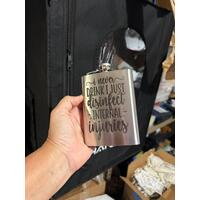 i never
DRINK I JUST
disinfect
INTERNAL
injuries